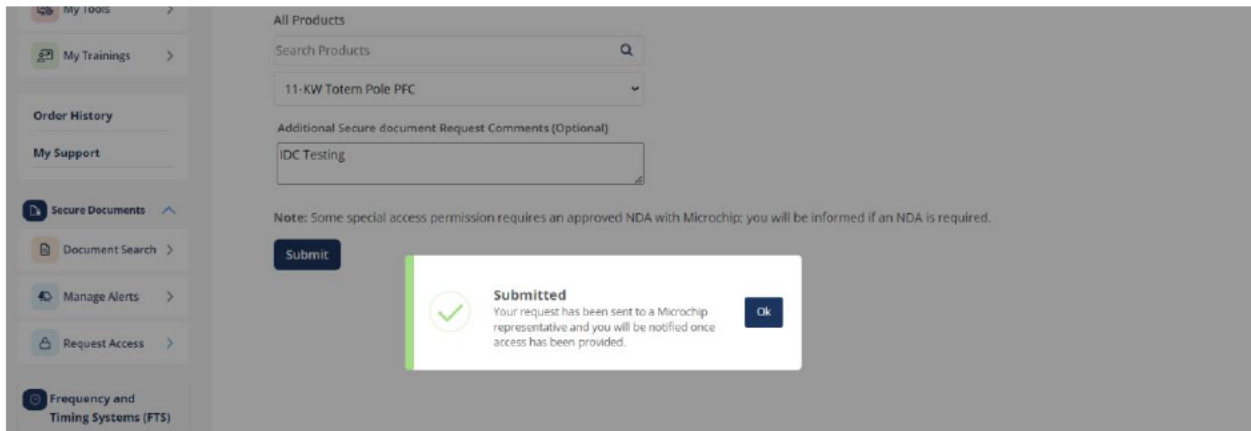 My Tools
My Trainings
Order History
My Support
Secure Documents
Document Search
Manage Alerts
Request Access
Frequency and
Timing Systems (FTS)
All Products
Search Products
11-KW Totem Pole PFC
Additional Secure document Request Comments (Optional)
IDC Testing
Note: Some special access permission requires an approved NDA with Microchip; you will be informed if an NDA is required.
Submit
Submitted
Your request has been sent to a Microchip
representative and you will be notified once
access has been provided.
Ok